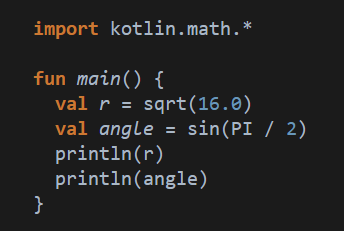 import kotlin.math.*

fun main() {
  val r = sqrt(16.0)
  val angle = sin(PI / 2)
  println(r)
  println(angle)
}